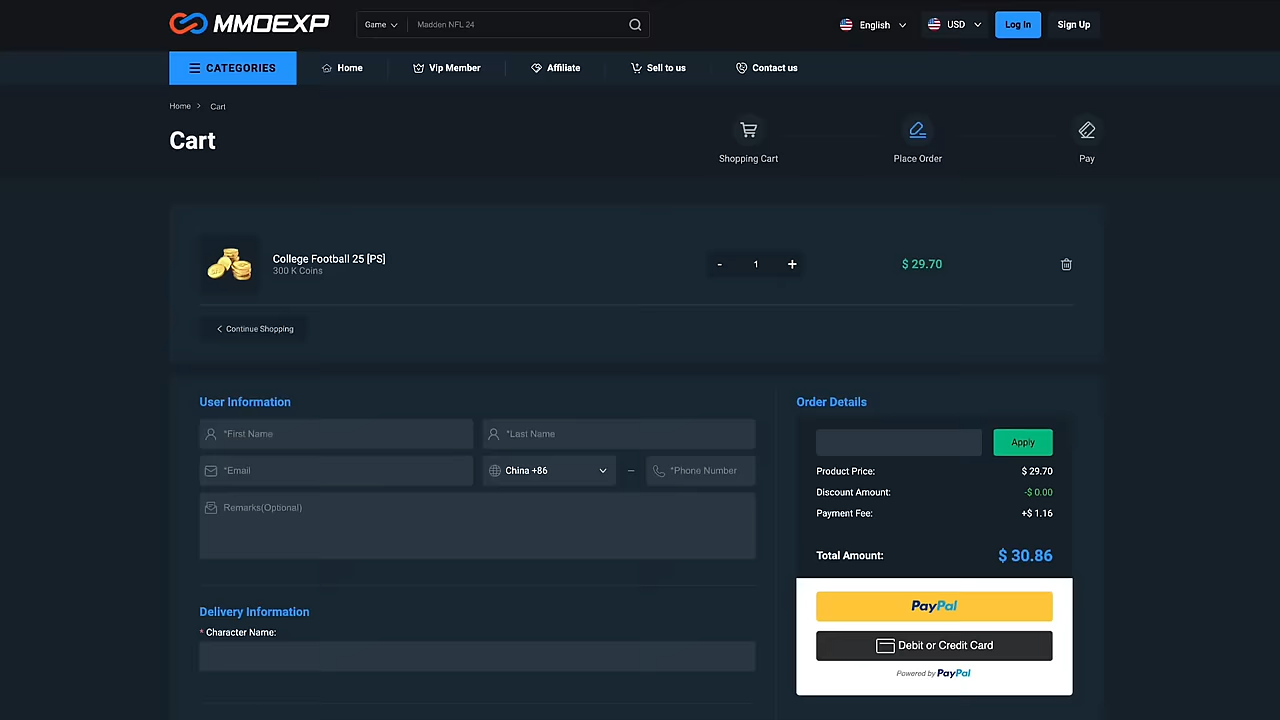 MMOEXP
Game
Madden NFL 24
English
USD
Log In
Sign Up
CATEGORIES
Home
Vip Member
Affiliate
Sell to us
Contact us
Home > Cart
Cart
Shopping Cart
Place Order
Pay
College Football 25 [PS]
300 K Coins
- 1 +
$ 29.70
Continue Shopping
User Information
*First Name
*Last Name
*Email
China +86
–
*Phone Number
Remarks(Optional)
Delivery Information
* Character Name:
Order Details
Apply
Product Price: $ 29.70
Discount Amount: -$ 0.00
Payment Fee: +$ 1.16
Total Amount: $ 30.86
PayPal
Debit or Credit Card
Powered by PayPal